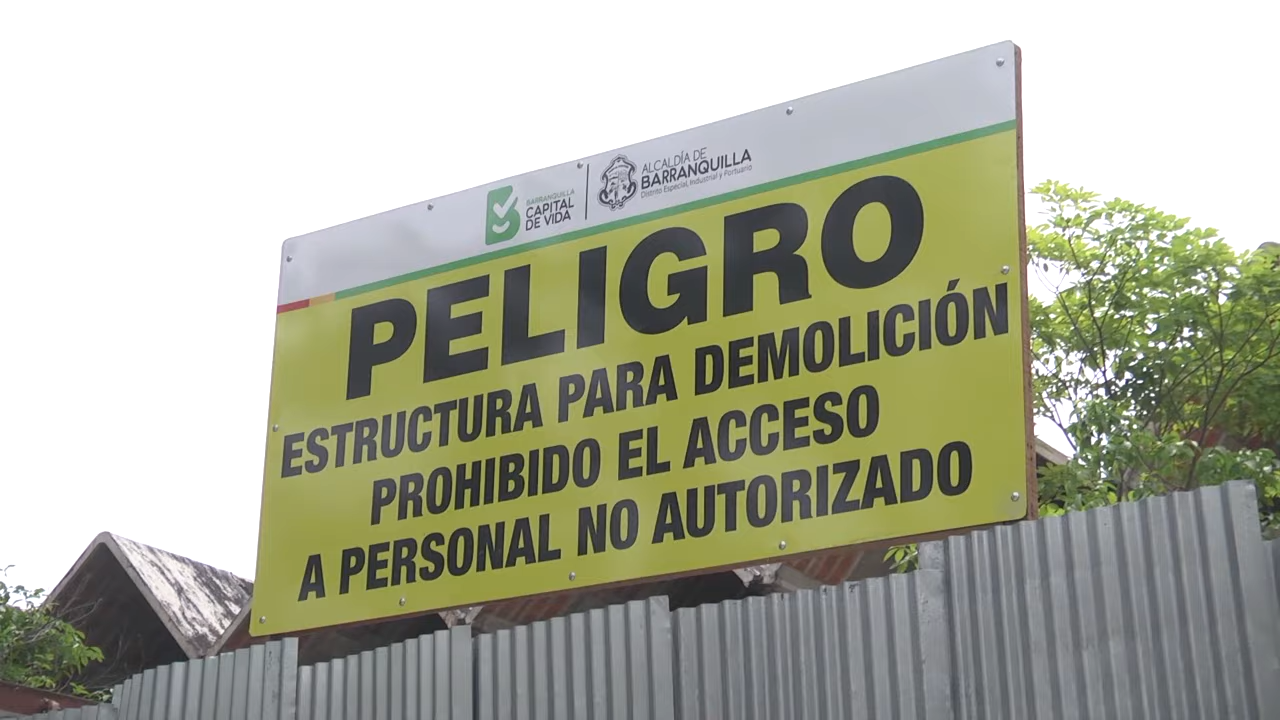 BARRANQUILLA
CAPITAL
DE VIDA
ALCALDÍA DE
BARRANQUILLA
Distrito Especial, Industrial y Portuario
PELIGRO
ESTRUCTURA PARA DEMOLICIÓN
PROHIBIDO EL ACCESO
A PERSONAL NO AUTORIZADO